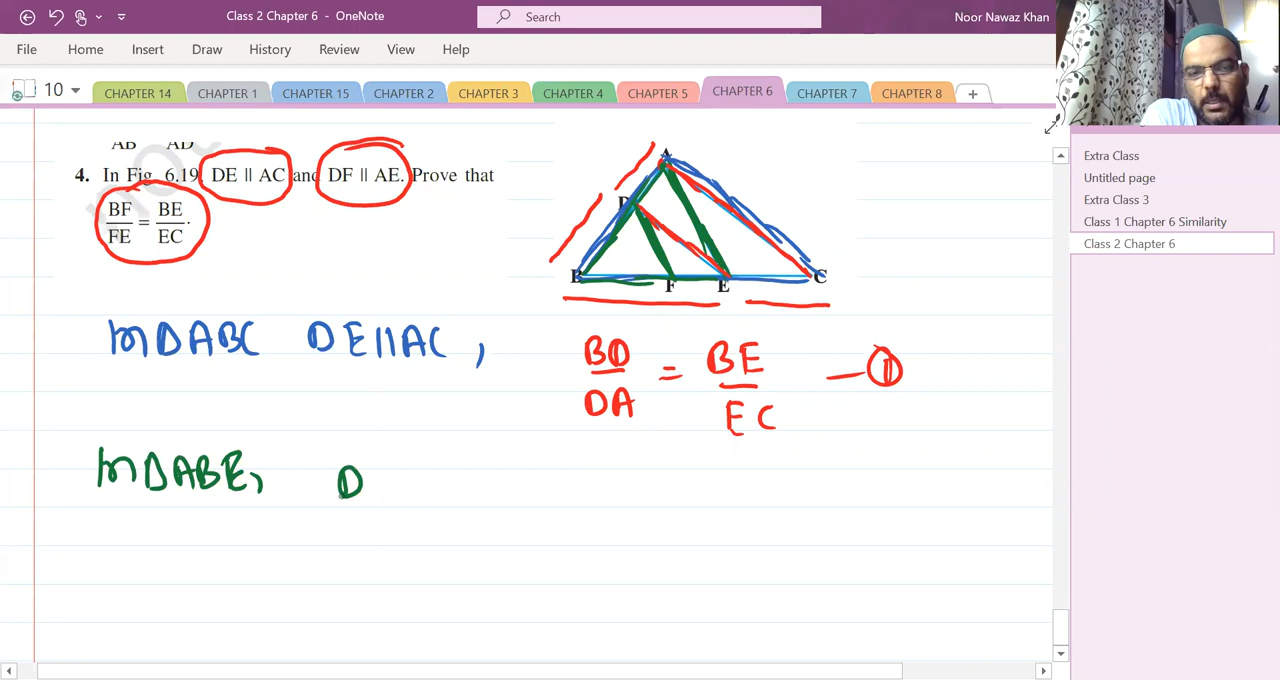 Class 2 Chapter 6 - OneNote
Search
Noor Nawaz Khan
File Home Insert Draw History Review View Help
10 CHAPTER 14 CHAPTER 1 CHAPTER 15 CHAPTER 2 CHAPTER 3 CHAPTER 4 CHAPTER 5 CHAPTER 6 CHAPTER 7 CHAPTER 8 +
Extra Class
Untitled page
Extra Class 3
Class 1 Chapter 6 Similarity
Class 2 Chapter 6
AB AD
4. In Fig. 6.19, DE || AC and DF || AE. Prove that
BF/FE = BE/EC.
A
D
B F E C
In ΔABC DE||AC, BD/DA = BE/EC — ①
In ΔABE, D